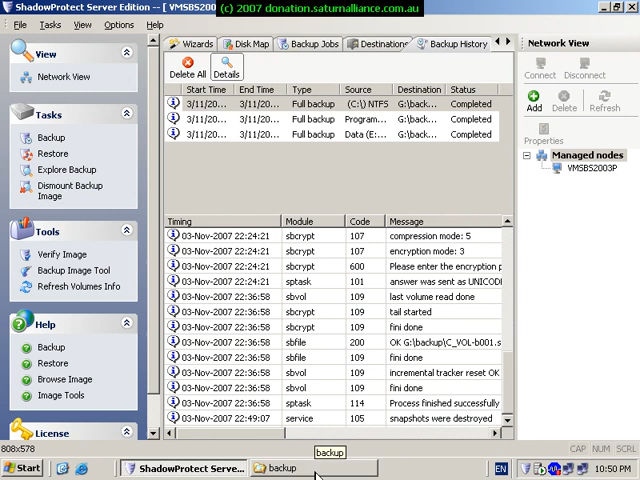 ShadowProtect Server Edition -- [ VMSBS200
(c) 2007 donation.saturnalliance.com.au
File Tasks View Options Help
View
Network View
Tasks
Backup
Restore
Explore Backup
Dismount Backup
Image
Tools
Verify Image
Backup Image Tool
Refresh Volumes Info
Help
Backup
Restore
Browse Image
Image Tools
License
Wizards Disk Map Backup Jobs Destinations Backup History
Delete All Details
Start Time End Time Type Source Destination Status
3/11/20... 3/11/20... Full backup (C:\) NTFS G:\back... Completed
3/11/20... 3/11/20... Full backup Program... G:\back... Completed
3/11/20... 3/11/20... Full backup Data (E:... G:\back... Completed
Timing Module Code Message
03-Nov-2007 22:24:21 sbcrypt 107 compression mode: 5
03-Nov-2007 22:24:21 sbcrypt 107 encryption mode: 3
03-Nov-2007 22:24:21 sbcrypt 600 Please enter the encryption p
03-Nov-2007 22:24:21 sptask 101 answer was sent as UNICOD
03-Nov-2007 22:36:58 sbvol 109 last volume read done
03-Nov-2007 22:36:58 sbcrypt 109 tail started
03-Nov-2007 22:36:58 sbcrypt 109 fini done
03-Nov-2007 22:36:58 sbfile 200 OK G:\backup\C_VOL-b001.s
03-Nov-2007 22:36:58 sbfile 109 fini done
03-Nov-2007 22:36:58 sbvol 109 incremental tracker reset OK
03-Nov-2007 22:36:58 sbvol 109 fini done
03-Nov-2007 22:36:58 sptask 114 Process finished successfully
03-Nov-2007 22:49:07 service 105 snapshots were destroyed
Network View
Connect Disconnect
Add Delete Refresh
Properties
Managed nodes
VMSBS2003P
808x578
backup
CAP NUM SCRL
Start ShadowProtect Serve... backup EN 10:50 PM